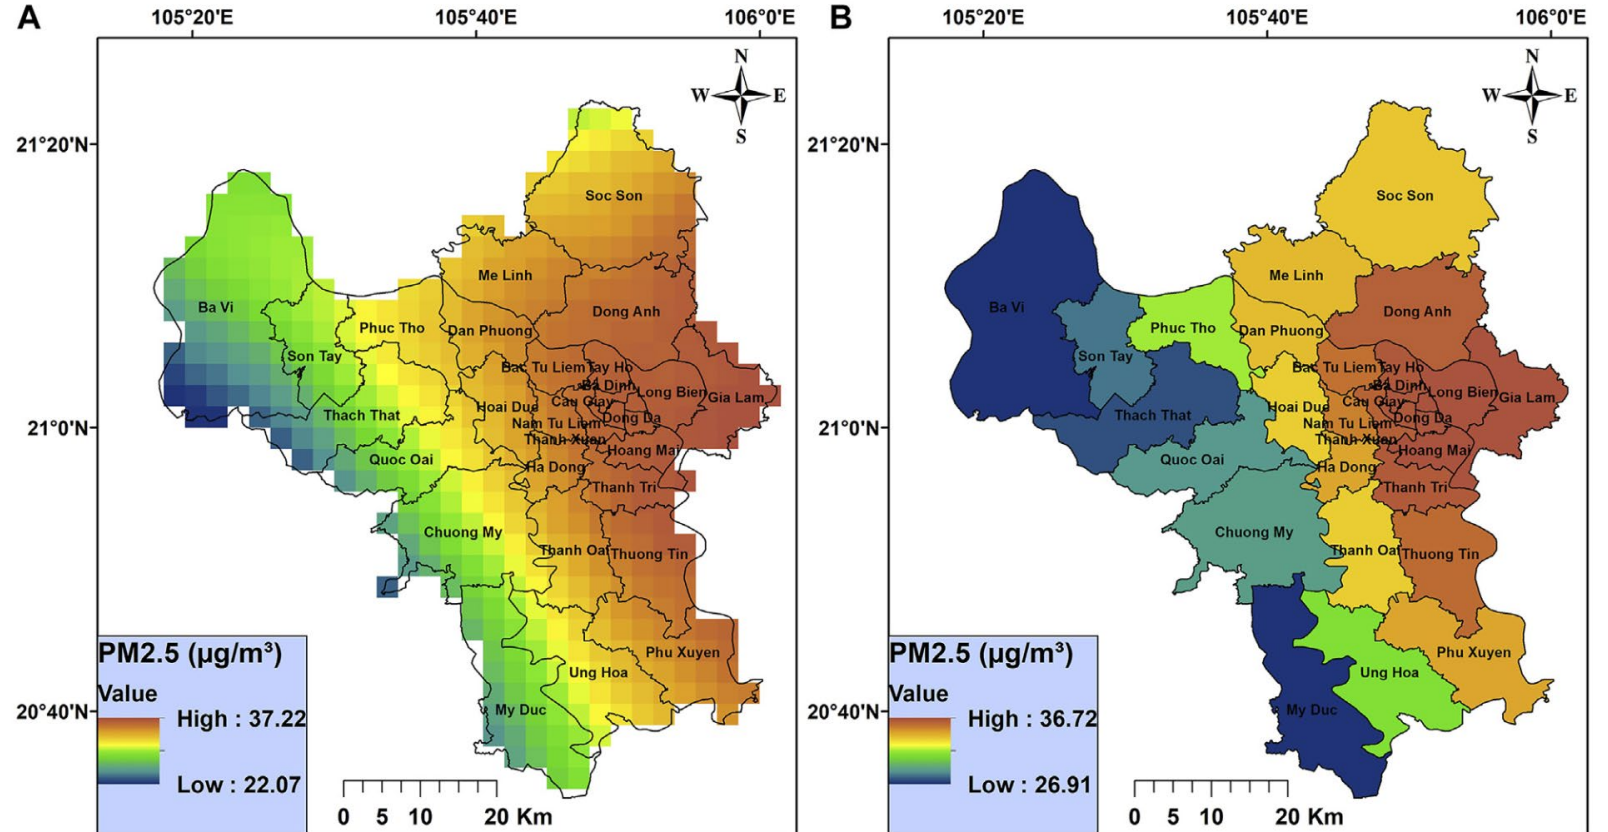 A
105°20'E
105°40'E
106°0'E
N
W
E
S
21°20'N
21°0'N
20°40'N
Soc Son
Me Linh
Ba Vi
Dong Anh
Phuc Tho
Dan Phuong
Son Tay
Bac Tu Liem
Tay Ho
Ba Dinh
Long Bien
Gia Lam
Cau Giay
Hoai Duc
Thach That
Dong Da
Nam Tu Liem
Thanh Xuan
Hoang Mai
Quoc Oai
Ha Dong
Thanh Tri
Chuong My
Thanh Oai
Thuong Tin
Phu Xuyen
Ung Hoa
My Duc
PM2.5 (µg/m³)
Value
High : 37.22
Low : 22.07
0 5 10 20 Km
B
105°20'E
105°40'E
106°0'E
N
W
E
S
21°20'N
21°0'N
20°40'N
Soc Son
Me Linh
Ba Vi
Dong Anh
Phuc Tho
Dan Phuong
Son Tay
Bac Tu Liem
Tay Ho
Ba Dinh
Long Bien
Gia Lam
Cau Giay
Hoai Duc
Thach That
Dong Da
Nam Tu Liem
Thanh Xuan
Hoang Mai
Quoc Oai
Ha Dong
Thanh Tri
Chuong My
Thanh Oai
Thuong Tin
Phu Xuyen
Ung Hoa
My Duc
PM2.5 (µg/m³)
Value
High : 36.72
Low : 26.91
0 5 10 20 Km